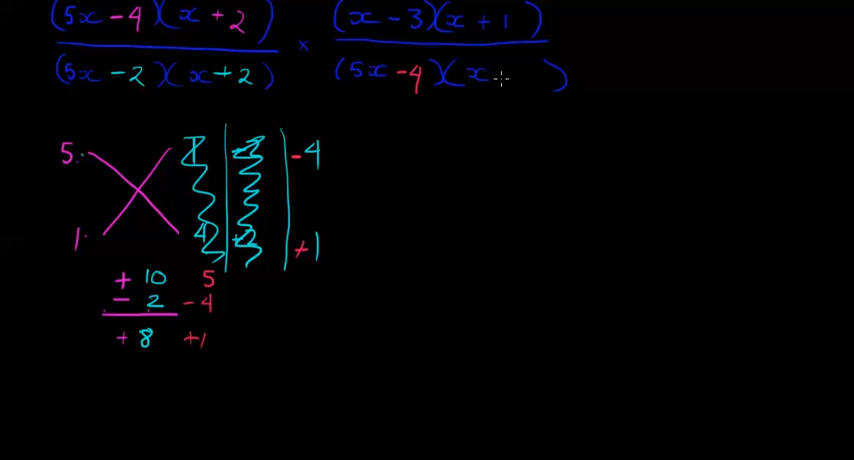 (5x - 4)(x + 2) (x - 3)(x + 1)
×
(5x - 2)(x + 2) (5x - 4)(x )
5 - 4
1 4 + 1
+ 10 5
- 2 - 4
+ 8 + 1